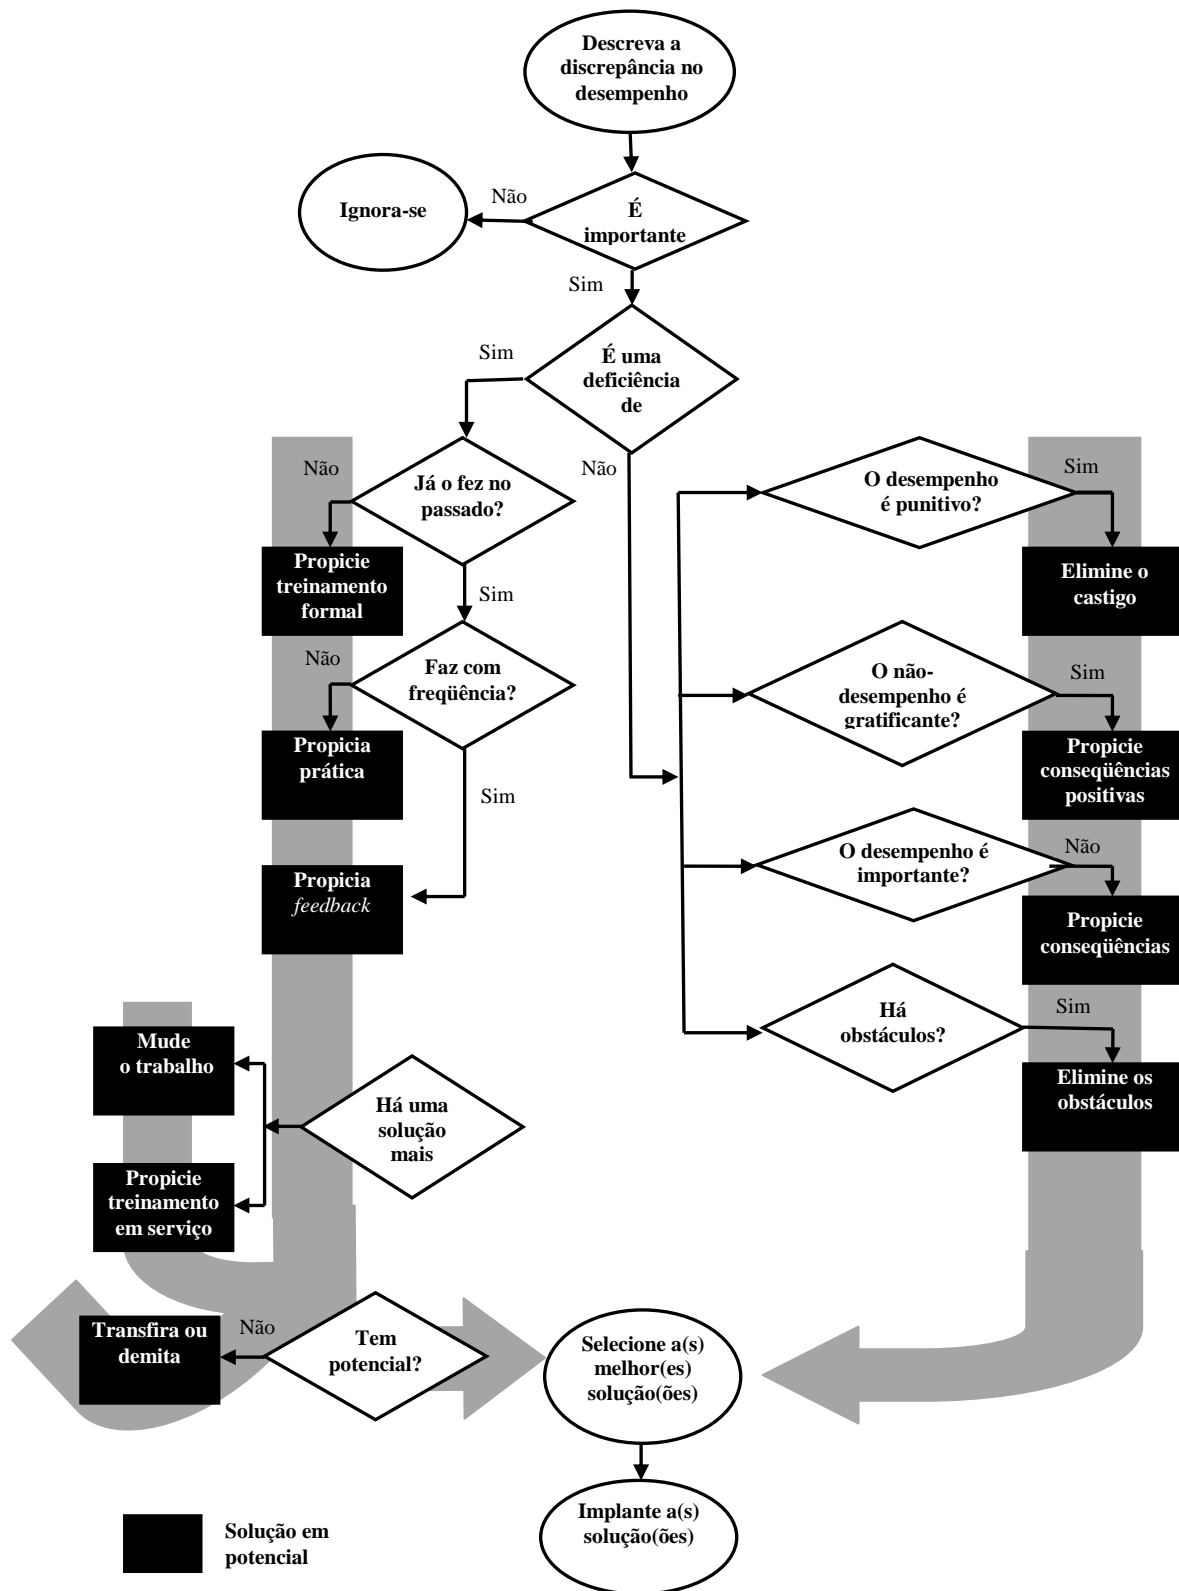 Descreva a
discrepância no
desempenho
Não
Ignora-se
É
importante
Sim
Sim
É uma
deficiência
de
Não
Já o fez no
passado?
Não
O desempenho
é punitivo?
Sim
Propicie
treinamento
formal
Sim
Elimine o
castigo
Não
Faz com
freqüência?
O não-
desempenho é
gratificante?
Sim
Propicia
prática
Sim
Propicie
conseqüências
positivas
O desempenho é
importante?
Não
Propicia
feedback
Propicie
conseqüências
Há
obstáculos?
Sim
Mude
o trabalho
Há uma
solução
mais
Elimine os
obstáculos
Propicie
treinamento
em serviço
Transfira ou
demita
Não
Tem
potencial?
Selecione a(s)
melhor(es)
solução(ões)
Implante a(s)
solução(ões)
Solução em
potencial